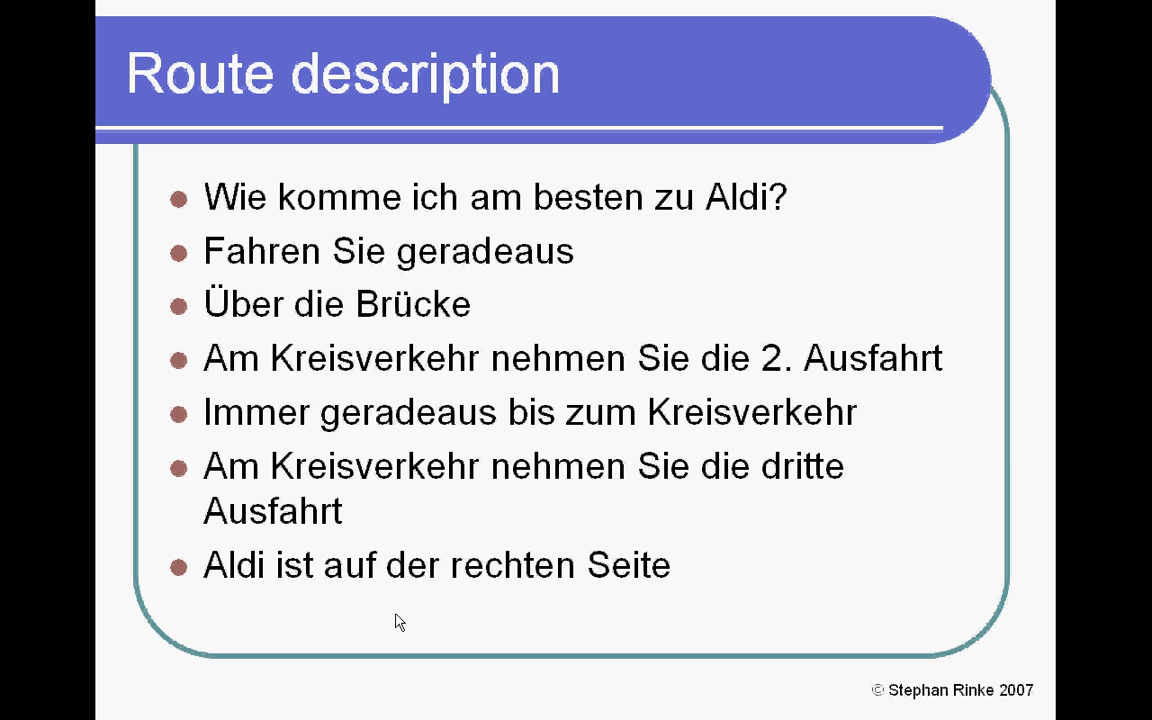 Route description
Wie komme ich am besten zu Aldi?
Fahren Sie geradeaus
Über die Brücke
Am Kreisverkehr nehmen Sie die 2. Ausfahrt
Immer geradeaus bis zum Kreisverkehr
Am Kreisverkehr nehmen Sie die dritte
Ausfahrt
Aldi ist auf der rechten Seite
© Stephan Rinke 2007